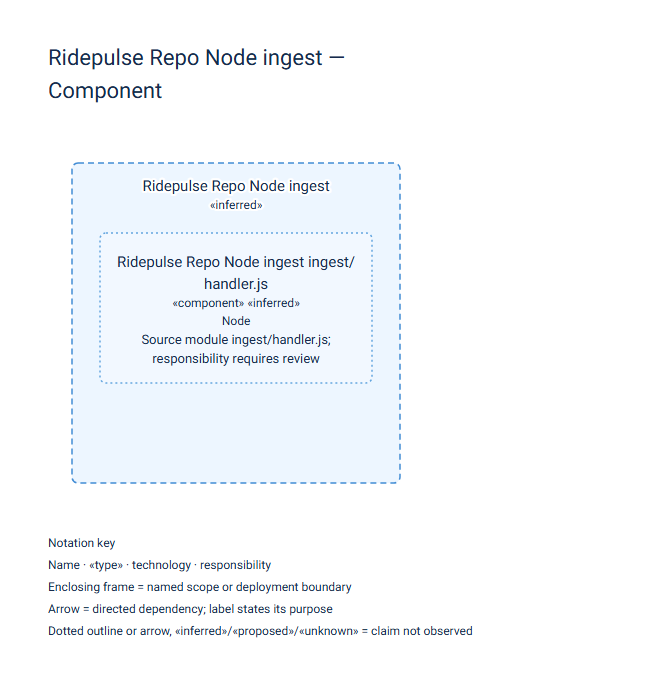 Ridepulse Repo Node ingest —
Component
Ridepulse Repo Node ingest
«inferred»
Ridepulse Repo Node ingest ingest/
handler.js
«component» «inferred»
Node
Source module ingest/handler.js;
responsibility requires review
Notation key
Name · «type» · technology · responsibility
Enclosing frame = named scope or deployment boundary
Arrow = directed dependency; label states its purpose
Dotted outline or arrow, «inferred»/«proposed»/«unknown» = claim not observed